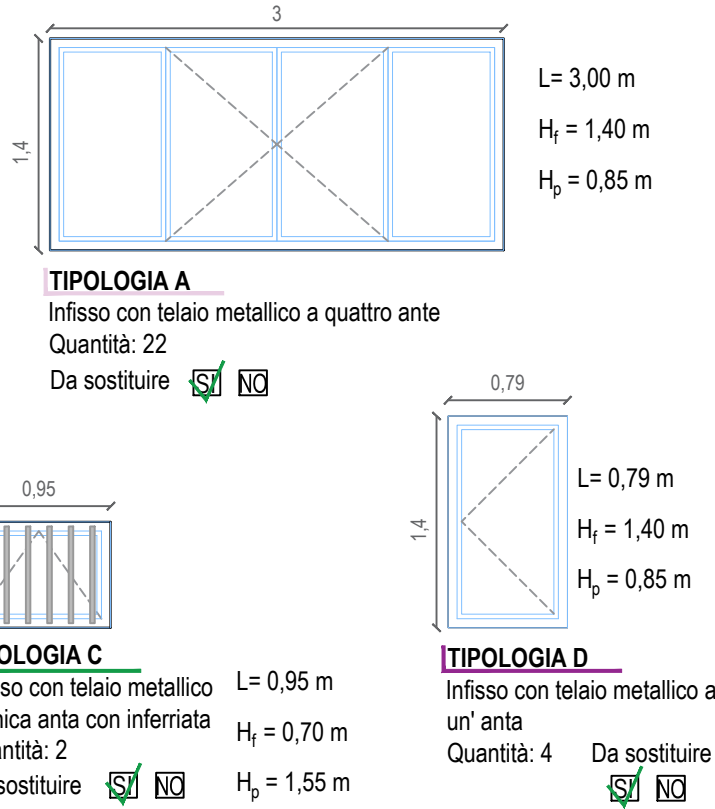 3
1,4
L= 3,00 m
Hf = 1,40 m
Hp = 0,85 m
TIPOLOGIA A
Infisso con telaio metallico a quattro ante
Quantità: 22
Da sostituire SI NO
0,95
OLOGIA C
sso con telaio metallico
nica anta con inferriata
ntità: 2
sostituire SI NO
L= 0,95 m
Hf = 0,70 m
Hp = 1,55 m
0,79
1,4
L= 0,79 m
Hf = 1,40 m
Hp = 0,85 m
TIPOLOGIA D
Infisso con telaio metallico a
un' anta
Quantità: 4 Da sostituire
SI NO